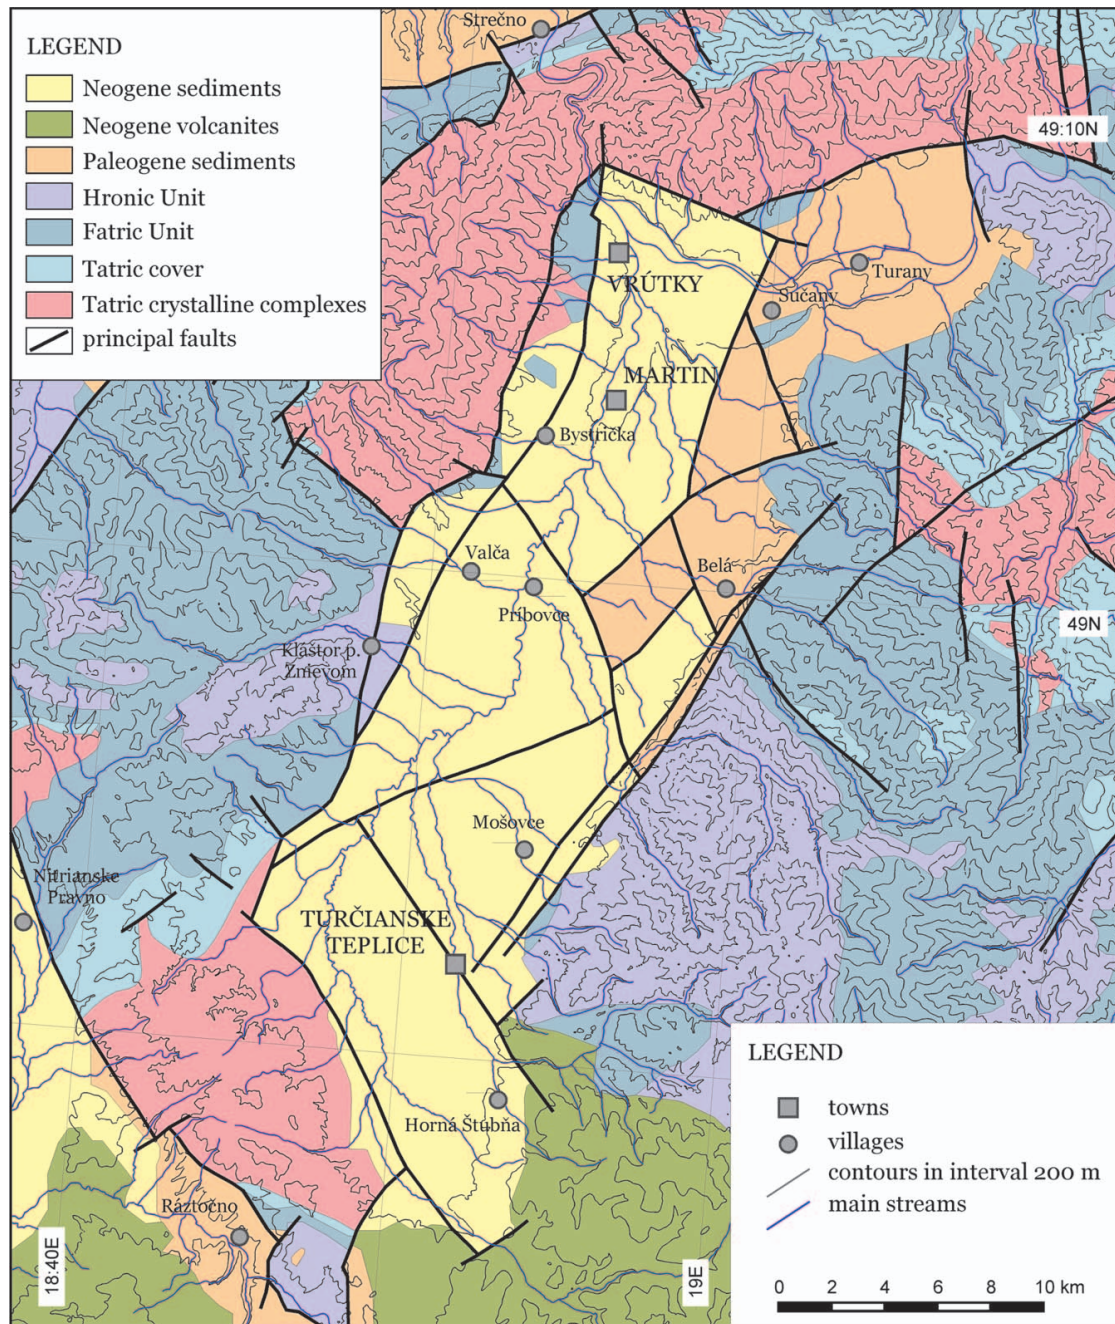 LEGEND
Neogene sediments
Neogene volcanites
Paleogene sediments
Hronic Unit
Fatric Unit
Tatric cover
Tatric crystalline complexes
principal faults
Strečno
49:10N
Turany
VRÚTKY
Sučany
MARTIN
Bystrička
Valča
Belá
Príbovce
49N
Kláštor p.
Znievom
Mošovce
Nitrianske
Pravno
TURČIANSKE
TEPLICE
Horná Štubňa
Ráztočno
18:40E
19E
LEGEND
towns
villages
contours in interval 200 m
main streams
0 2 4 6 8 10 km